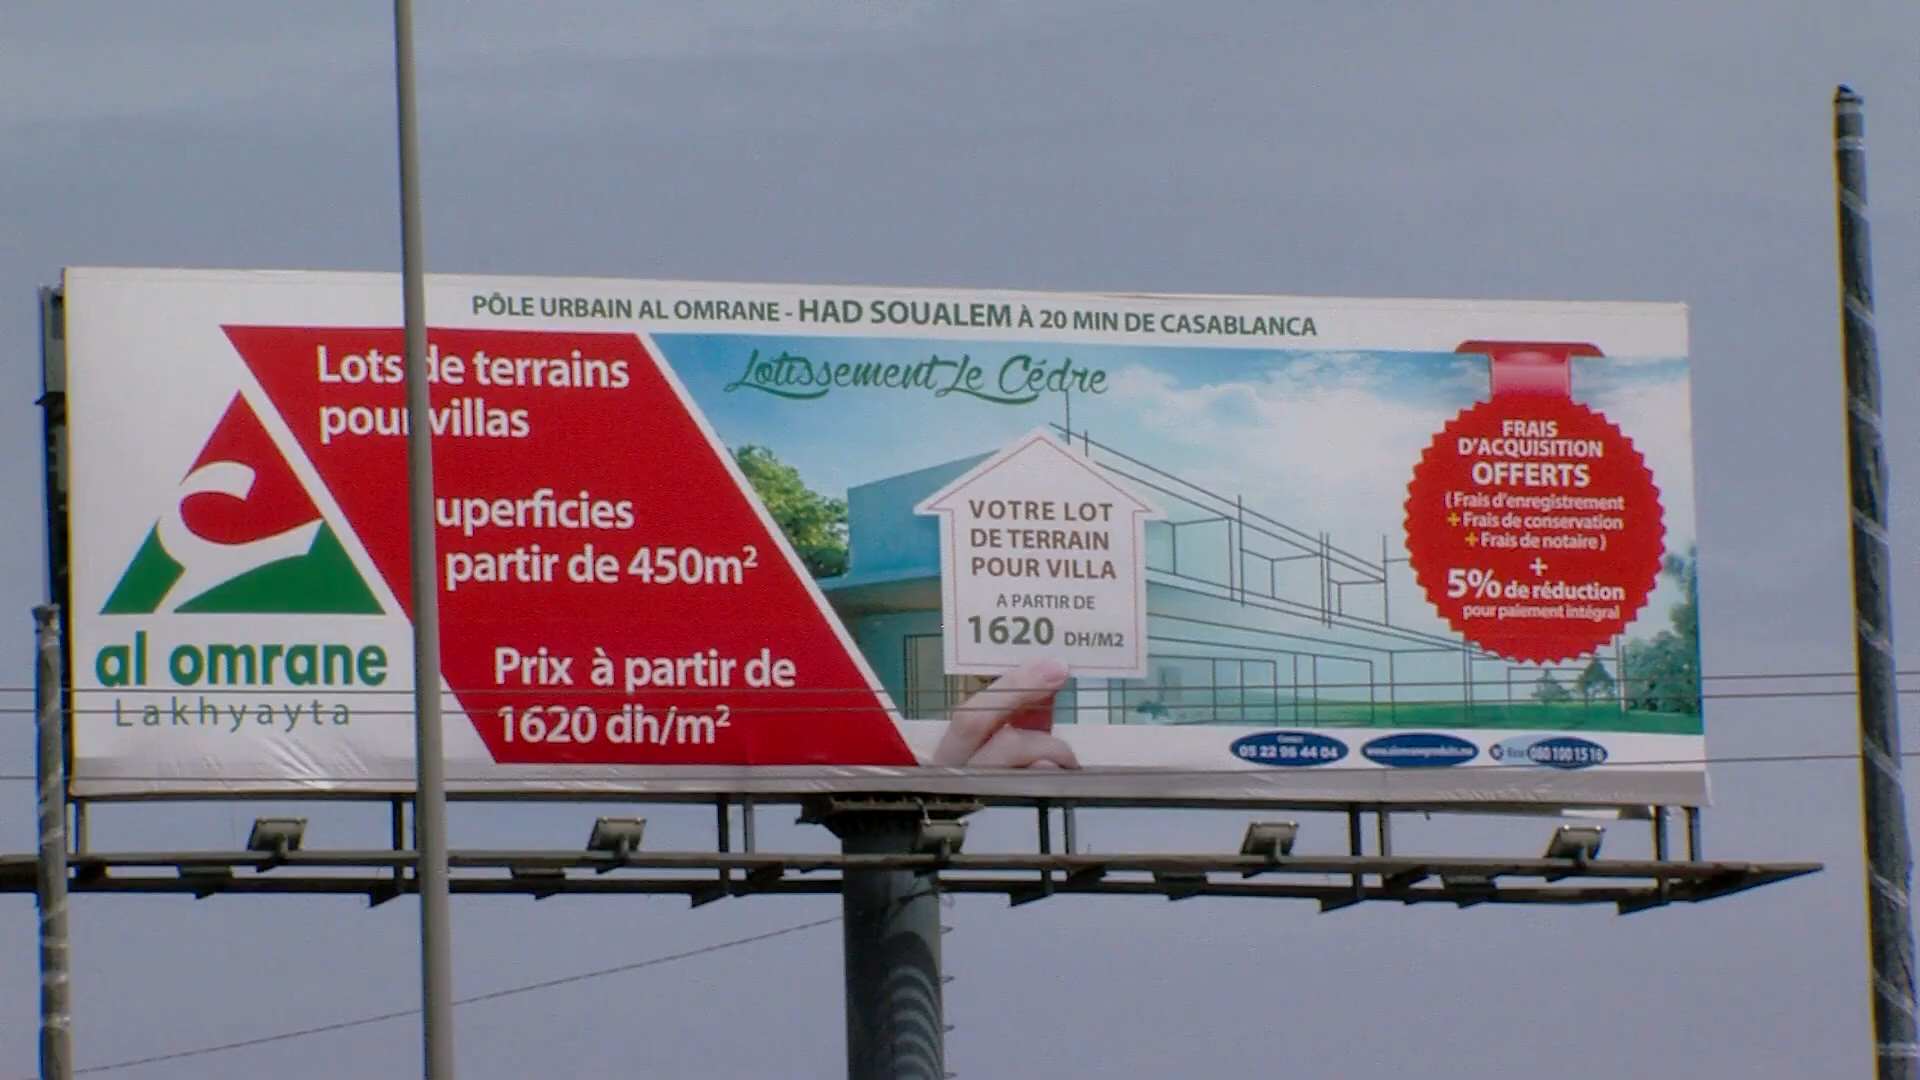 PÔLE URBAIN AL OMRANE - HAD SOUALEM À 20 MIN DE CASABLANCA
Lots de terrains
pour villas
uperficies
partir de 450m²
Prix à partir de
1620 dh/m²
al omrane
Lakhyayta
Lotissement Le Cédre
VOTRE LOT
DE TERRAIN
POUR VILLA
A PARTIR DE
1620 DH/M2
FRAIS
D'ACQUISITION
OFFERTS
(Frais d'enregistrement
+ Frais de conservation
+ Frais de notaire)
+
5% de réduction
pour paiement intégral
05 22 96 44 04
080 100 15 16